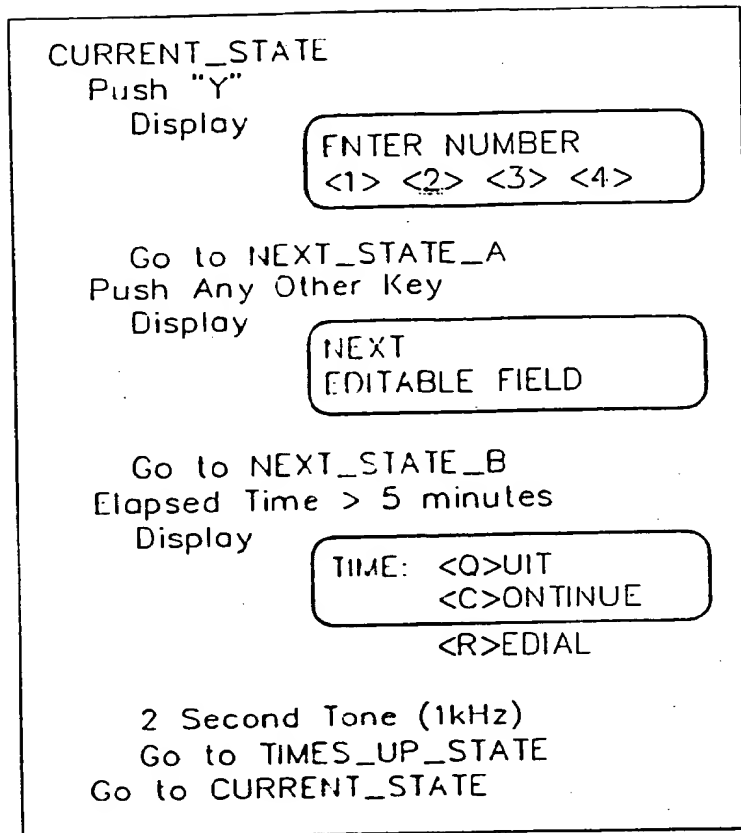 CURRENT_STATE
Push "Y"
Display
ENTER NUMBER
<1> <2> <3> <4>
Go to NEXT_STATE_A
Push Any Other Key
Display
NEXT
EDITABLE FIELD
Go to NEXT_STATE_B
Elapsed Time > 5 minutes
Display
TIME: <Q>UIT
<C>ONTINUE
<R>EDIAL
2 Second Tone (1kHz)
Go to TIMES_UP_STATE
Go to CURRENT_STATE